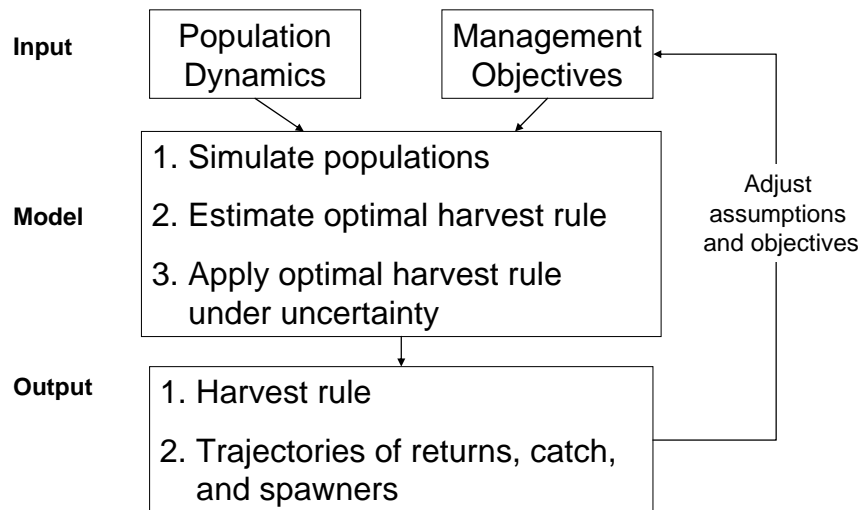 Input
Population
Dynamics
Management
Objectives
Model
1. Simulate populations
2. Estimate optimal harvest rule
3. Apply optimal harvest rule
under uncertainty
Adjust
assumptions
and objectives
Output
1. Harvest rule
2. Trajectories of returns, catch,
and spawners